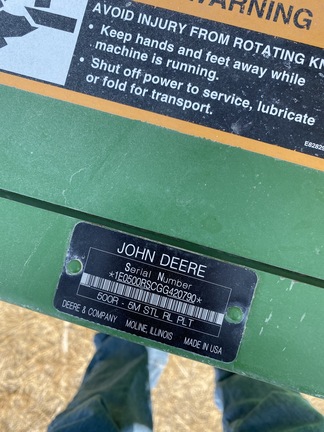 WARNING
AVOID INJURY FROM ROTATING
• Keep hands and feet away while
machine is running.
• Shut off power to service, lubricate
or fold for transport.
JOHN DEERE
Serial Number
*1E0500RSCGG420790*
500R - 5M STL RL PLT
DEERE & COMPANY MOLINE, ILLINOIS MADE IN USA